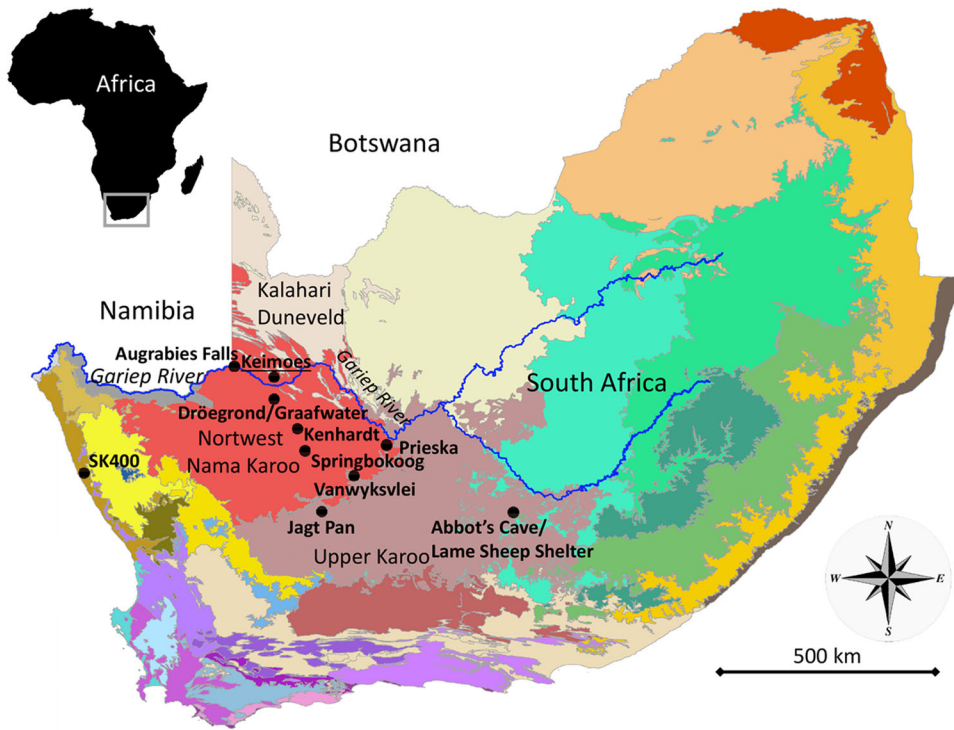 Africa
Botswana
Kalahari
Duneveld
Namibia
Augrabies Falls
Keimoes
Gariep River
Gariep River
South Africa
Dröegrond/Graafwater
Nortwest
Kenhardt
Prieska
Nama Karoo
Springbokoog
SK400
Vanwyksvlei
Jagt Pan
Abbot's Cave/
Lame Sheep Shelter
Upper Karoo
N
W
E
S
500 km